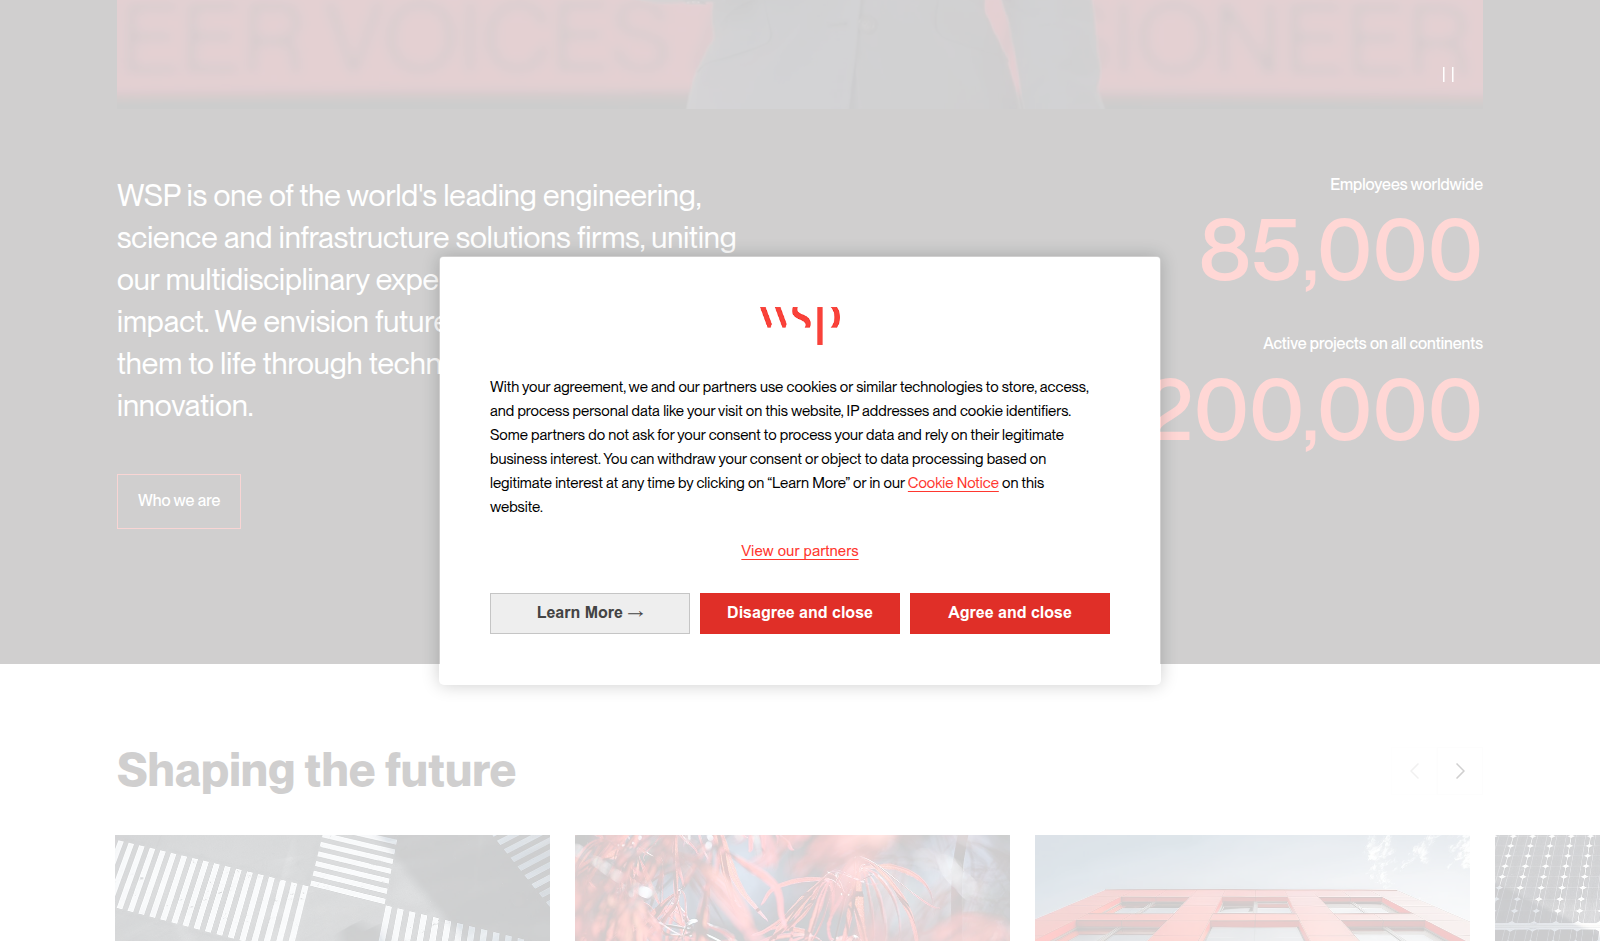 EER VOICES
SIONEER
WSP is one of the world's leading engineering,
science and infrastructure solutions firms, uniting
our multidisciplinary expe
impact. We envision future
them to life through techn
innovation.
Who we are
Employees worldwide
85,000
Active projects on all continents
200,000
wsp
With your agreement, we and our partners use cookies or similar technologies to store, access,
and process personal data like your visit on this website, IP addresses and cookie identifiers.
Some partners do not ask for your consent to process your data and rely on their legitimate
business interest. You can withdraw your consent or object to data processing based on
legitimate interest at any time by clicking on “Learn More” or in our Cookie Notice on this
website.
View our partners
Learn More →
Disagree and close
Agree and close
Shaping the future